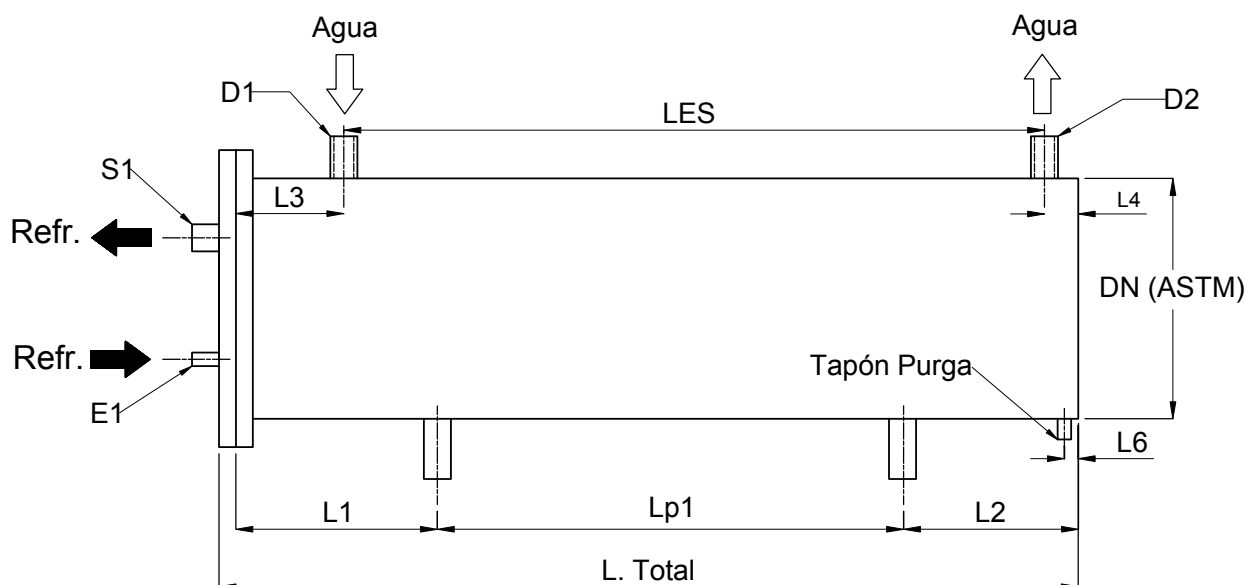 Agua
Agua
D1
LES
D2
S1
L3
L4
Refr.
DN (ASTM)
Refr.
Tapón Purga
E1
L6
L1
Lp1
L2
L. Total